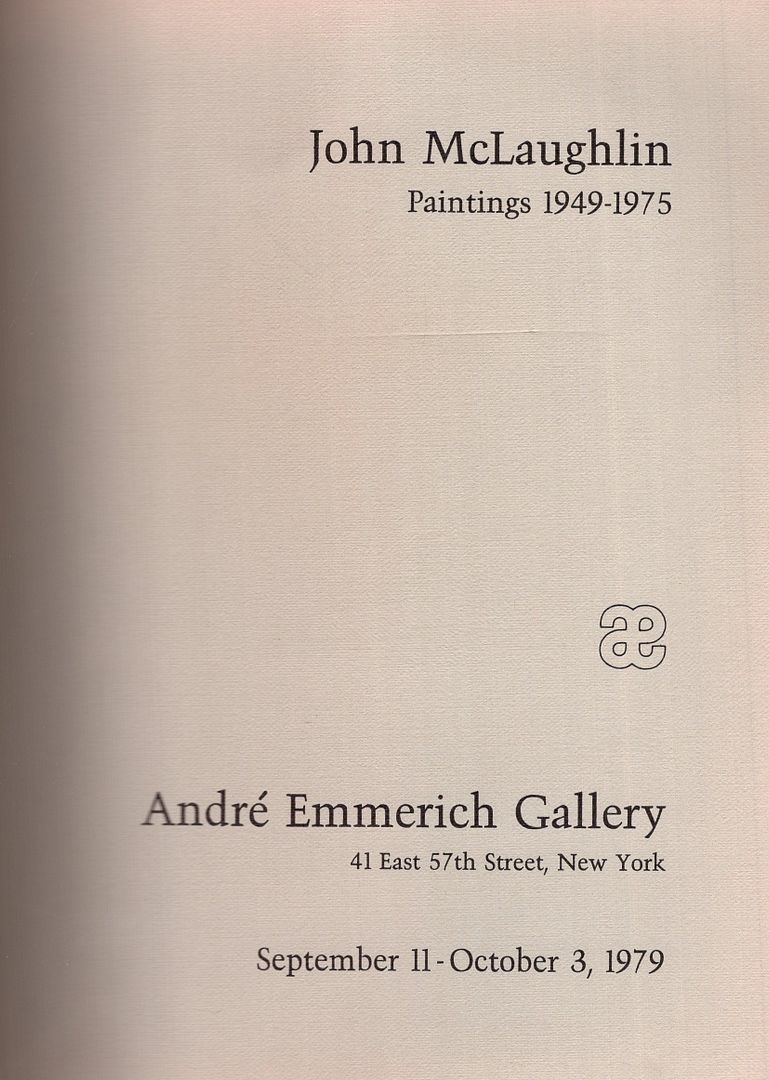 John McLaughlin
Paintings 1949-1975
æ
André Emmerich Gallery
41 East 57th Street, New York
September 11-October 3, 1979